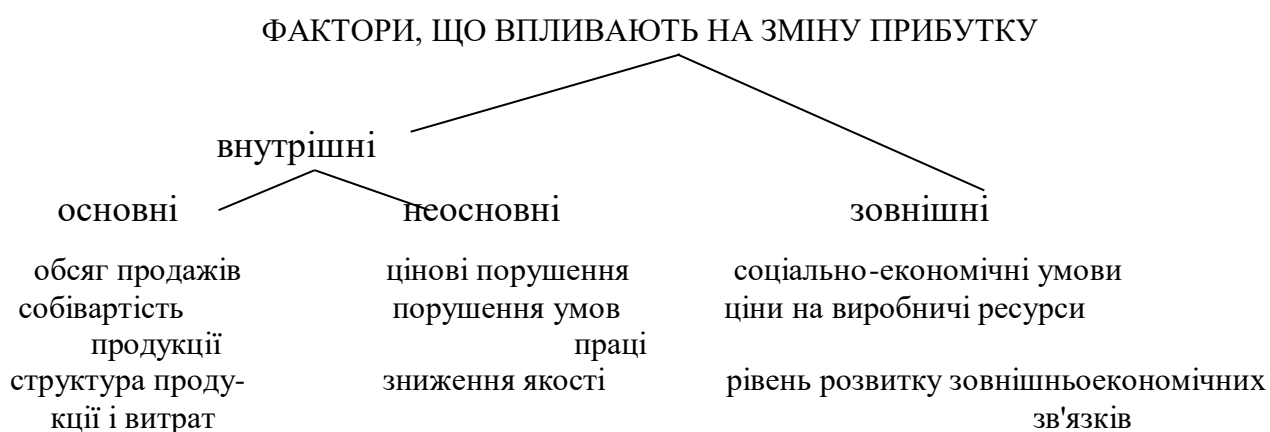 ФАКТОРИ, ЩО ВПЛИВАЮТЬ НА ЗМІНУ ПРИБУТКУ
внутрішні
основні
неосновні
зовнішні
обсяг продажів
собівартість
продукції
структура проду-
кції і витрат
цінові порушення
порушення умов
праці
зниження якості
соціально-економічні умови
ціни на виробничі ресурси
рівень розвитку зовнішньоекономічних
зв'язків